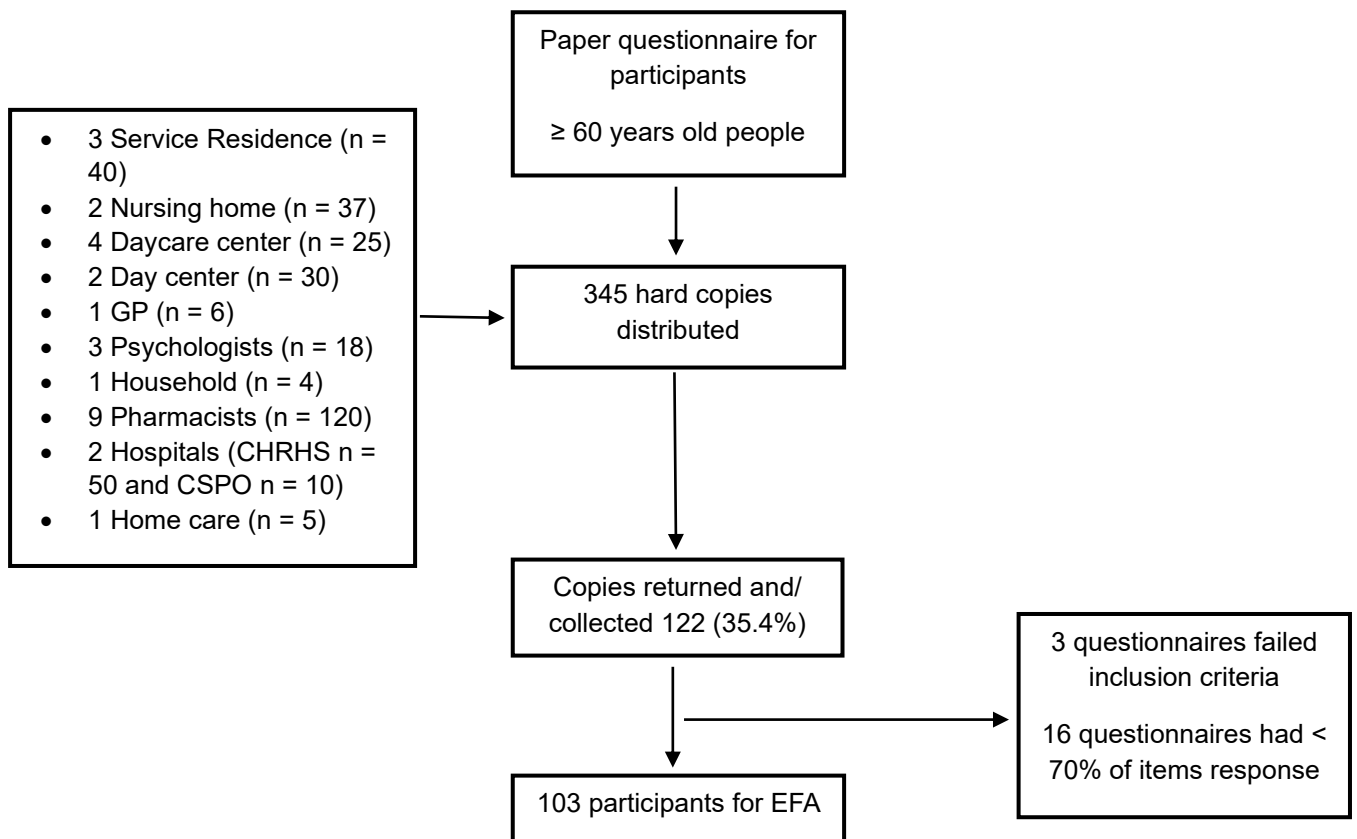 Paper questionnaire for
participants
≥ 60 years old people
• 3 Service Residence (n =
40)
• 2 Nursing home (n = 37)
• 4 Daycare center (n = 25)
• 2 Day center (n = 30)
• 1 GP (n = 6)
• 3 Psychologists (n = 18)
• 1 Household (n = 4)
• 9 Pharmacists (n = 120)
• 2 Hospitals (CHRHS n =
50 and CSPO n = 10)
• 1 Home care (n = 5)
345 hard copies
distributed
Copies returned and/
collected 122 (35.4%)
3 questionnaires failed
inclusion criteria
16 questionnaires had <
70% of items response
103 participants for EFA